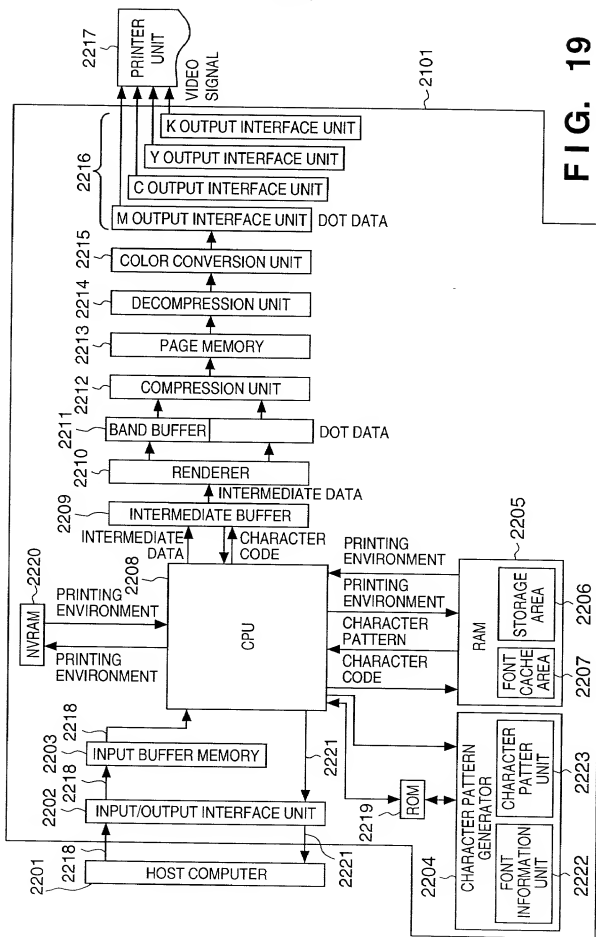 2201
HOST COMPUTER
2218
2221
2202
INPUT/OUTPUT INTERFACE UNIT
2218
2203
INPUT BUFFER MEMORY
2218
2221
2220
NVRAM
PRINTING
ENVIRONMENT
PRINTING
ENVIRONMENT
2208
CPU
INTERMEDIATE
DATA
CHARACTER
CODE
2209
INTERMEDIATE BUFFER
INTERMEDIATE DATA
2210
RENDERER
2211
BAND BUFFER
DOT DATA
2212
COMPRESSION UNIT
2213
PAGE MEMORY
2214
DECOMPRESSION UNIT
2215
COLOR CONVERSION UNIT
2216
M OUTPUT INTERFACE UNIT
DOT DATA
C OUTPUT INTERFACE UNIT
Y OUTPUT INTERFACE UNIT
K OUTPUT INTERFACE UNIT
VIDEO
SIGNAL
2217
PRINTER
UNIT
2101
2219
ROM
2204
CHARACTER PATTERN
GENERATOR
FONT
INFORMATION
UNIT
2222
CHARACTER
PATTER
UNIT
2223
PRINTING
ENVIRONMENT
PRINTING
ENVIRONMENT
CHARACTER
PATTERN
CHARACTER
CODE
2205
RAM
FONT
CACHE
AREA
2207
STORAGE
AREA
2206
FIG. 19